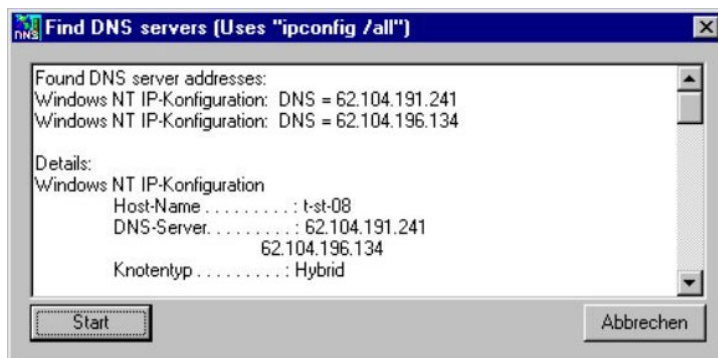 DNS
Find DNS servers (Uses "ipconfig /all")
Found DNS server addresses:
Windows NT IP-Konfiguration:  DNS = 62.104.191.241
Windows NT IP-Konfiguration:  DNS = 62.104.196.134
Details:
Windows NT IP-Konfiguration
Host-Name . . . . . . . . . : t-st-08
DNS-Server. . . . . . . . : 62.104.191.241
62.104.196.134
Knotentyp . . . . . . . . . : Hybrid
Start
Abbrechen